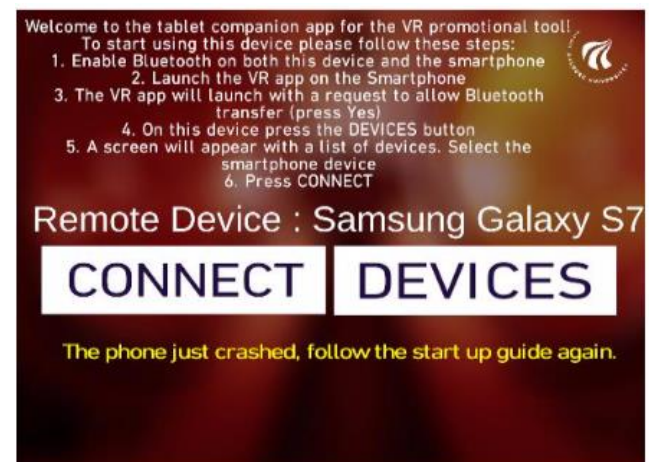 Welcome to the tablet companion app for the VR promotional tool!
To start using this device please follow these steps:
1. Enable Bluetooth on both this device and the smartphone
2. Launch the VR app on the Smartphone
3. The VR app will launch with a request to allow Bluetooth
transfer (press Yes)
4. On this device press the DEVICES button
5. A screen will appear with a list of devices. Select the
smartphone device
6. Press CONNECT
Remote Device : Samsung Galaxy S7
CONNECT DEVICES
The phone just crashed, follow the start up guide again.